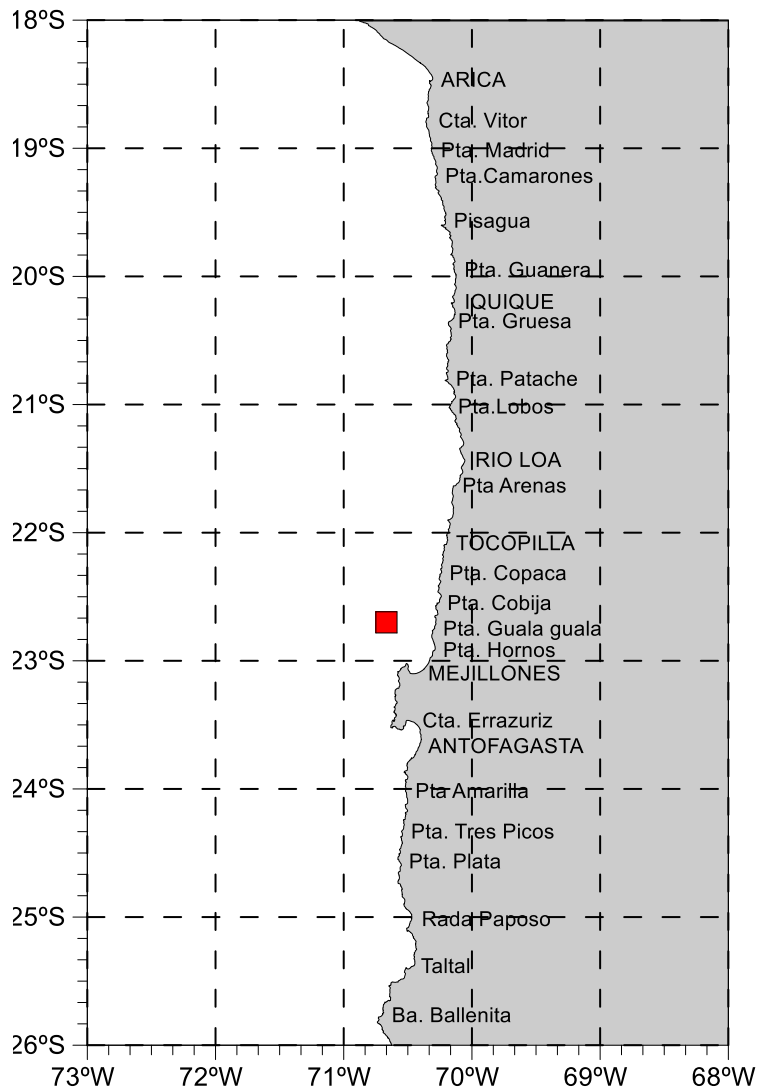 18ºS
ARICA
Cta. Vitor
19ºS
Pta. Madrid
Pta.Camarones
Pisagua
20ºS
Pta. Guanera
IQUIQUE
Pta. Gruesa
Pta. Patache
21ºS
Pta.Lobos
RIO LOA
Pta Arenas
22ºS
TOCOPILLA
Pta. Copaca
Pta. Cobija
Pta. Guala guala
Pta. Hornos
23ºS
MEJILLONES
Cta. Errazuriz
ANTOFAGASTA
24ºS
Pta Amarilla
Pta. Tres Picos
Pta. Plata
25ºS
Rada Paposo
Taltal
Ba. Ballenita
26ºS
73ºW 72ºW 71ºW 70ºW 69ºW 68ºW